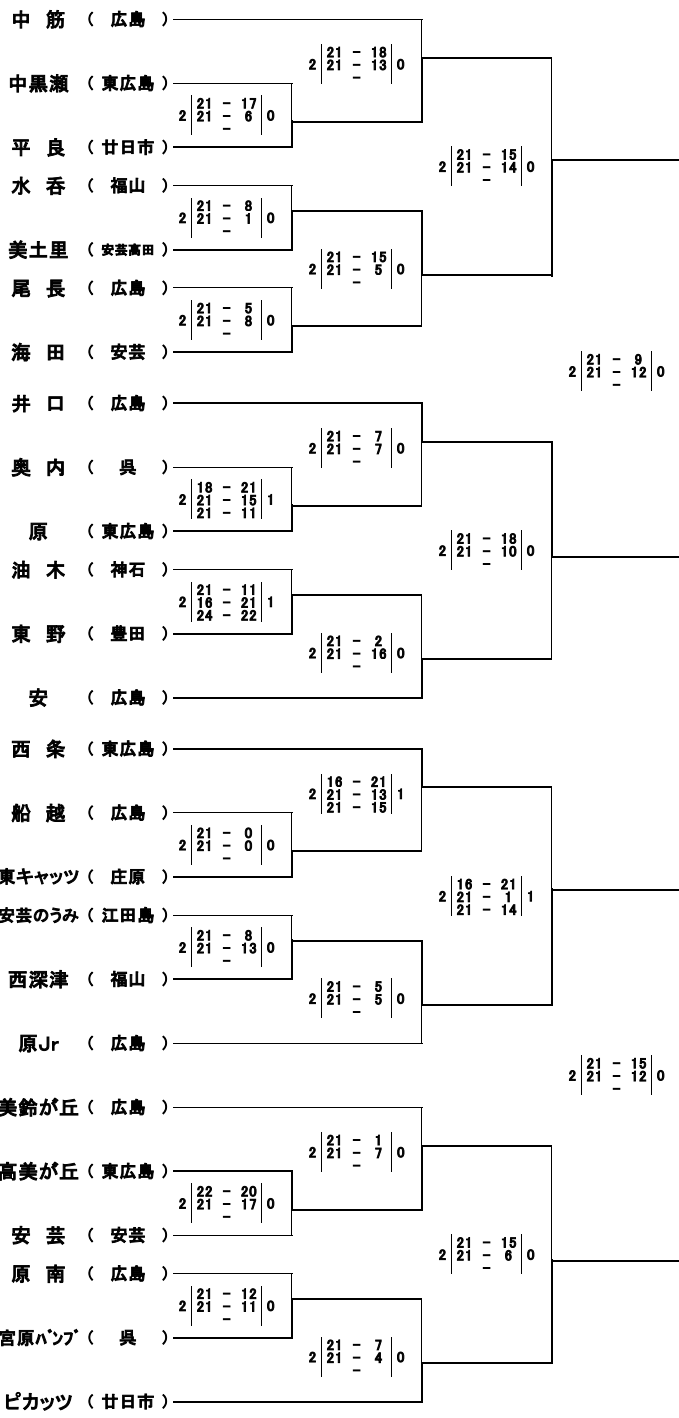 中 筋 ( 広島 )
21 - 18
2 21 - 13 0
-
中黒瀬 ( 東広島 )
21 - 17
2 21 - 6 0
-
平 良 ( 廿日市 )
21 - 15
2 21 - 14 0
-
水 呑 ( 福山 )
21 - 8
2 21 - 1 0
-
美土里 ( 安芸高田 )
21 - 15
2 21 - 5 0
-
尾 長 ( 広島 )
21 - 5
2 21 - 8 0
-
海 田 ( 安芸 )
21 - 9
2 21 - 12 0
-
井 口 ( 広島 )
21 - 7
2 21 - 7 0
-
奥 内 ( 呉 )
18 - 21
2 21 - 15 1
21 - 11
原 ( 東広島 )
21 - 18
2 21 - 10 0
-
油 木 ( 神石 )
21 - 11
2 16 - 21 1
24 - 22
東 野 ( 豊田 )
21 - 2
2 21 - 16 0
-
安 ( 広島 )
西 条 ( 東広島 )
16 - 21
2 21 - 13 1
21 - 15
船 越 ( 広島 )
21 - 0
2 21 - 0 0
-
東キャッツ ( 庄原 )
16 - 21
2 21 - 1 1
21 - 14
安芸のうみ ( 江田島 )
21 - 8
2 21 - 13 0
-
西深津 ( 福山 )
21 - 5
2 21 - 5 0
-
原Jr ( 広島 )
21 - 15
2 21 - 12 0
-
美鈴が丘 ( 広島 )
21 - 1
2 21 - 7 0
-
高美が丘 ( 東広島 )
22 - 20
2 21 - 17 0
-
安 芸 ( 安芸 )
21 - 15
2 21 - 6 0
-
原 南 ( 広島 )
21 - 12
2 21 - 11 0
-
宮原ﾊﾞﾝﾌﾞ ( 呉 )
21 - 7
2 21 - 4 0
-
ピカッツ ( 廿日市 )